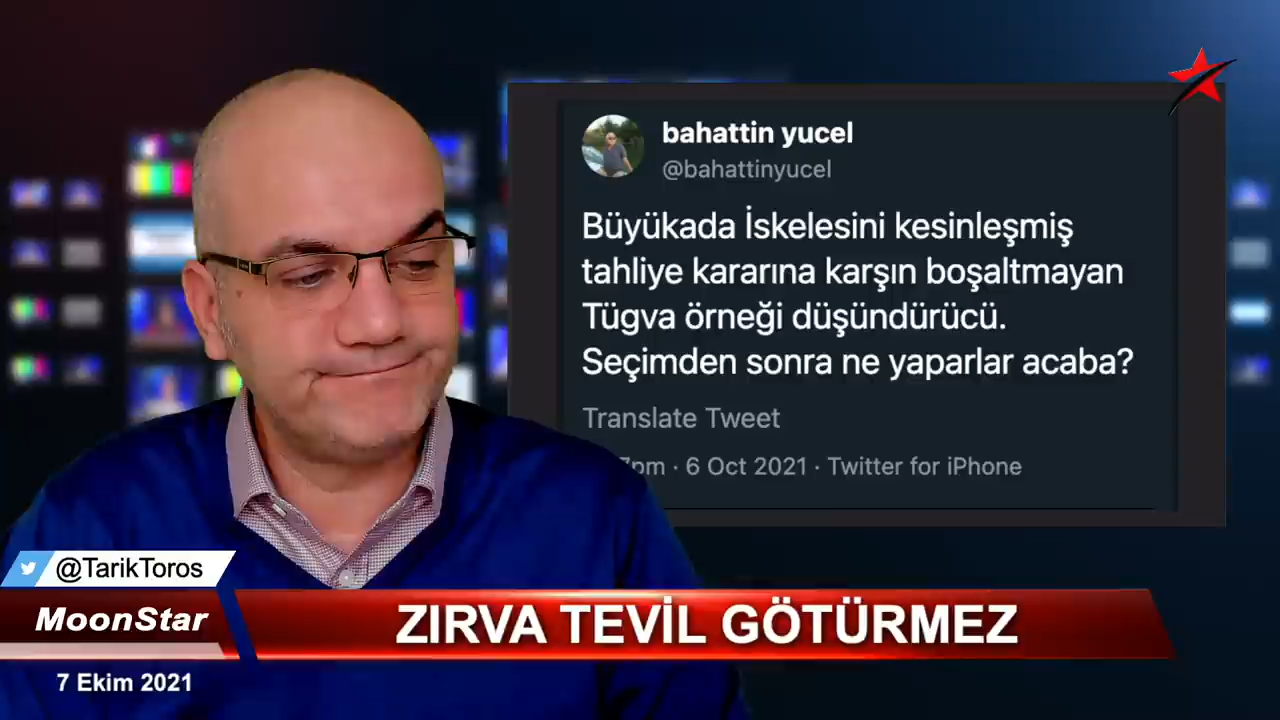 bahattin yucel
@bahattinyucel
Büyükada İskelesini kesinleşmiş
tahliye kararına karşın boşaltmayan
Tügva örneği düşündürücü.
Seçimden sonra ne yaparlar acaba?
Translate Tweet
7pm · 6 Oct 2021 · Twitter for iPhone
@TarikToros
MoonStar
ZIRVA TEVİL GÖTÜRMEZ
7 Ekim 2021